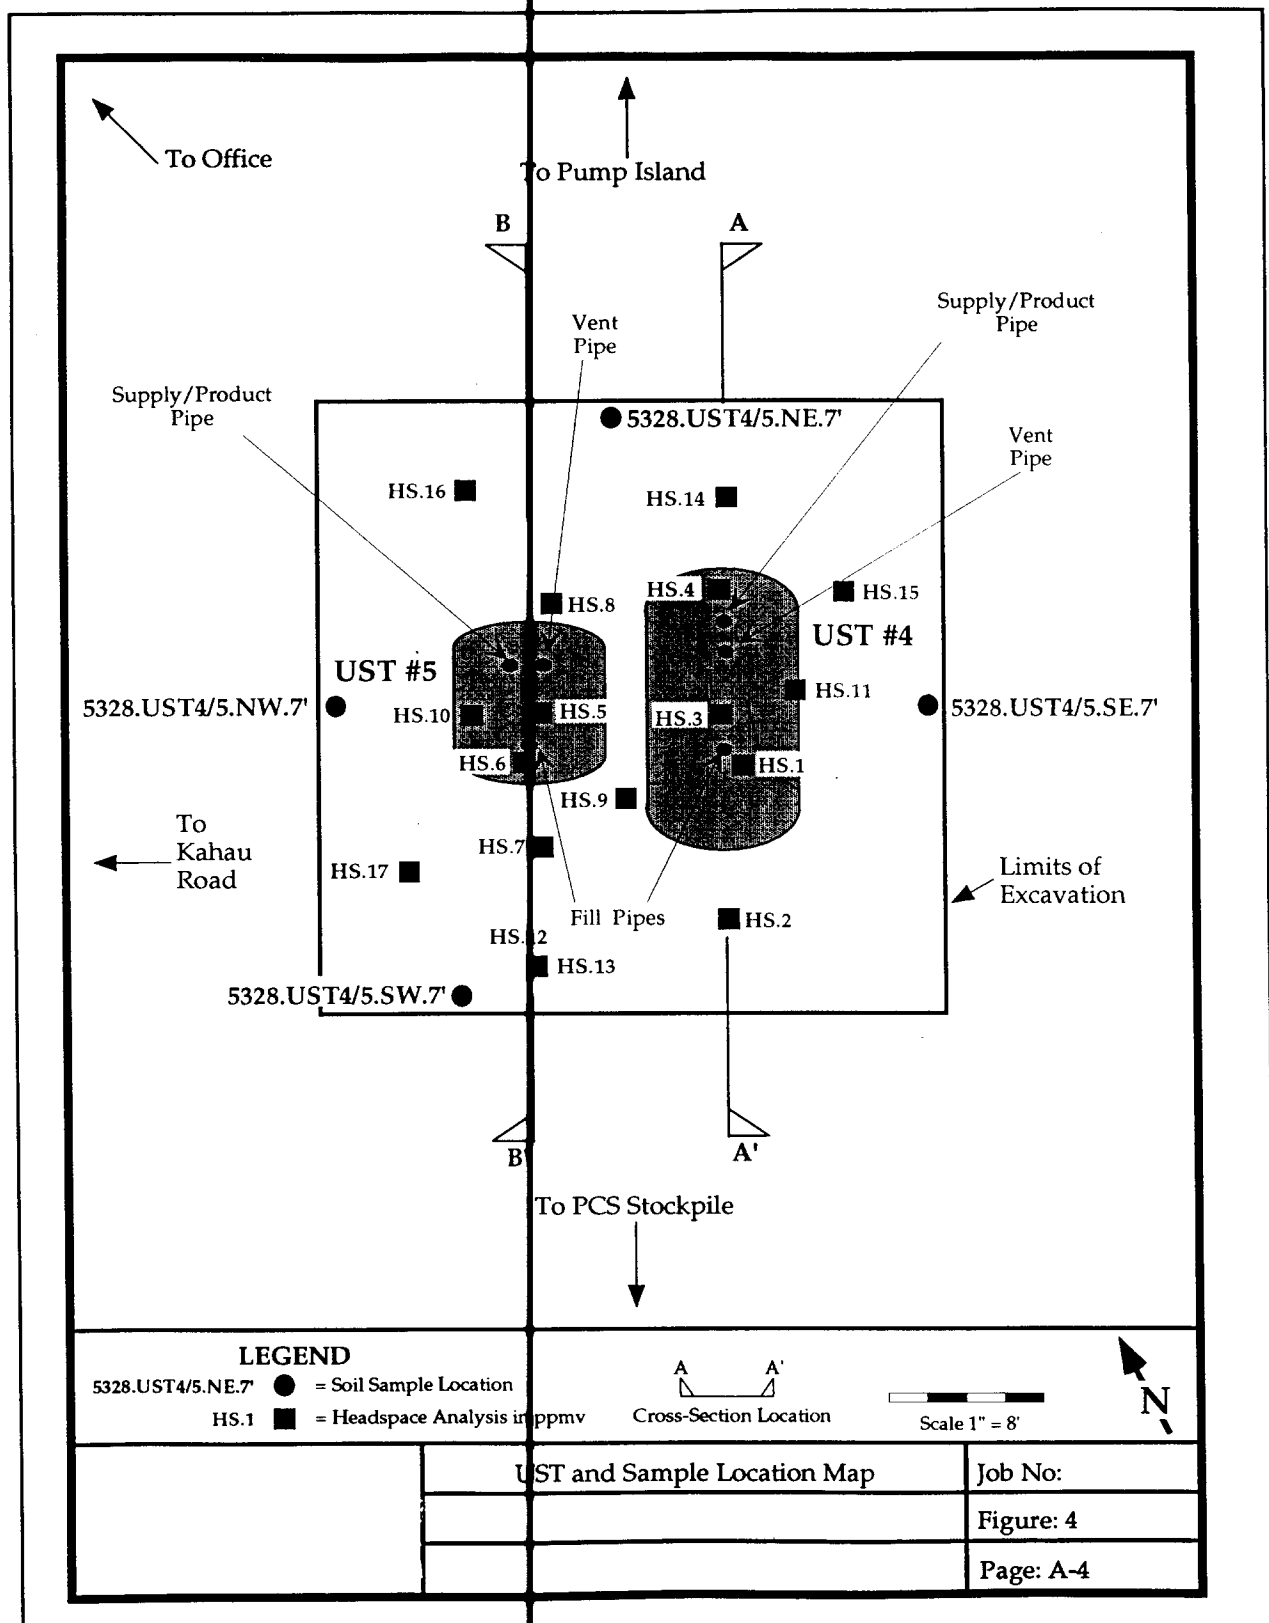 To Office
To Pump Island
B
A
Supply/Product
Pipe
Vent
Pipe
Supply/Product
Pipe
5328.UST4/5.NE.7'
Vent
Pipe
HS.16
HS.14
HS.4
HS.15
HS.8
UST #4
UST #5
HS.11
5328.UST4/5.NW.7'
HS.10
HS.5
HS.3
5328.UST4/5.SE.7'
HS.6
HS.1
HS.9
To
Kahau
Road
HS.7
HS.17
Limits of
Excavation
Fill Pipes
HS.2
HS.12
HS.13
5328.UST4/5.SW.7'
B'
A'
To PCS Stockpile
LEGEND
5328.UST4/5.NE.7' = Soil Sample Location
HS.1 = Headspace Analysis in ppmv
A A'
Cross-Section Location
Scale 1" = 8'
N
UST and Sample Location Map
Job No:
Figure: 4
Page: A-4